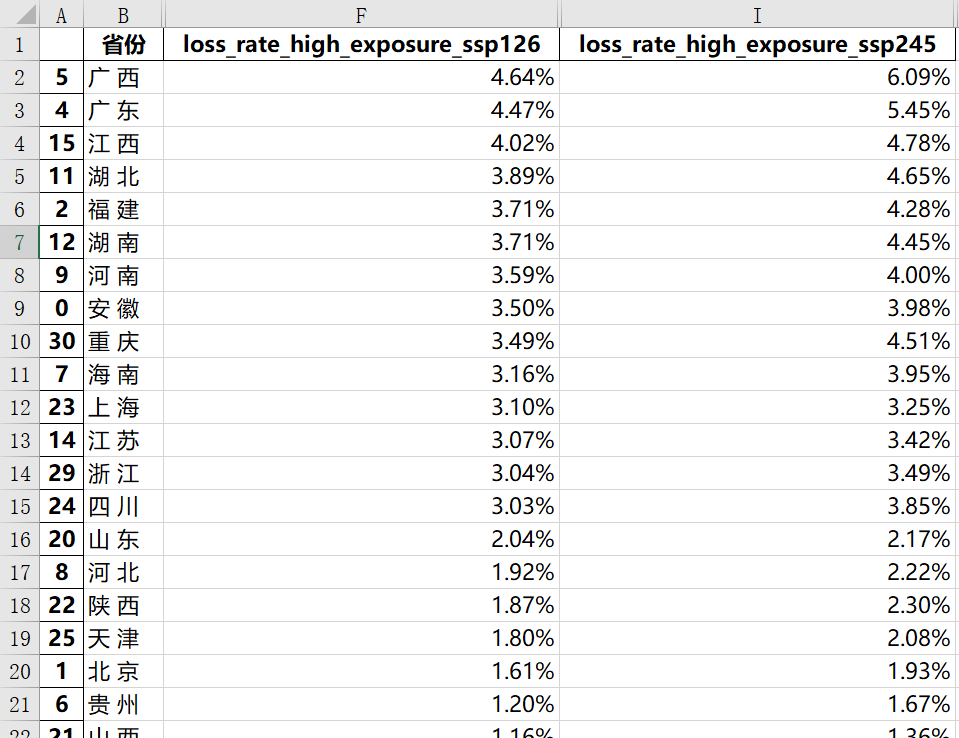 A B F I
1 省份 loss_rate_high_exposure_ssp126 loss_rate_high_exposure_ssp245
2 5 广西 4.64% 6.09%
3 4 广东 4.47% 5.45%
4 15 江西 4.02% 4.78%
5 11 湖北 3.89% 4.65%
6 2 福建 3.71% 4.28%
7 12 湖南 3.71% 4.45%
8 9 河南 3.59% 4.00%
9 0 安徽 3.50% 3.98%
10 30 重庆 3.49% 4.51%
11 7 海南 3.16% 3.95%
12 23 上海 3.10% 3.25%
13 14 江苏 3.07% 3.42%
14 29 浙江 3.04% 3.49%
15 24 四川 3.03% 3.85%
16 20 山东 2.04% 2.17%
17 8 河北 1.92% 2.22%
18 22 陕西 1.87% 2.30%
19 25 天津 1.80% 2.08%
20 1 北京 1.61% 1.93%
21 6 贵州 1.20% 1.67%
22 21 山西 1.16% 1.36%